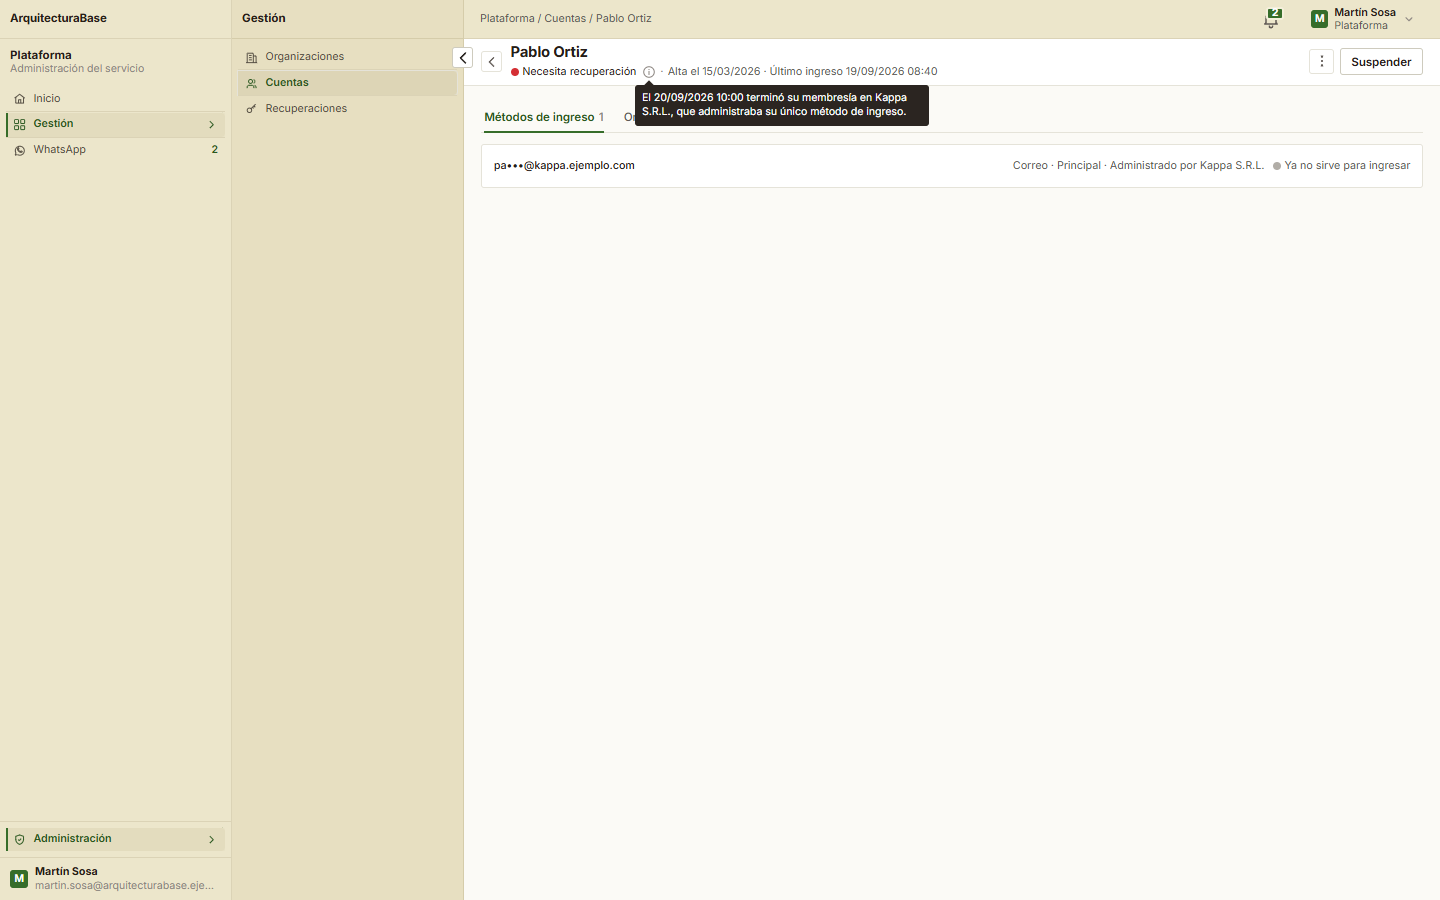 ArquitecturaBase
Plataforma
Administración del servicio
Inicio
Gestión
WhatsApp 2
Administración
M
Martín Sosa
martin.sosa@arquitecturabase.eje...
Gestión
Organizaciones
Cuentas
Recuperaciones
Plataforma / Cuentas / Pablo Ortiz
2
M
Martín Sosa
Plataforma
Pablo Ortiz
Necesita recuperación · Alta el 15/03/2026 · Último ingreso 19/09/2026 08:40
Suspender
El 20/09/2026 10:00 terminó su membresía en Kappa
S.R.L., que administraba su único método de ingreso.
Métodos de ingreso 1
pa•••@kappa.ejemplo.com
Correo · Principal · Administrado por Kappa S.R.L. Ya no sirve para ingresar